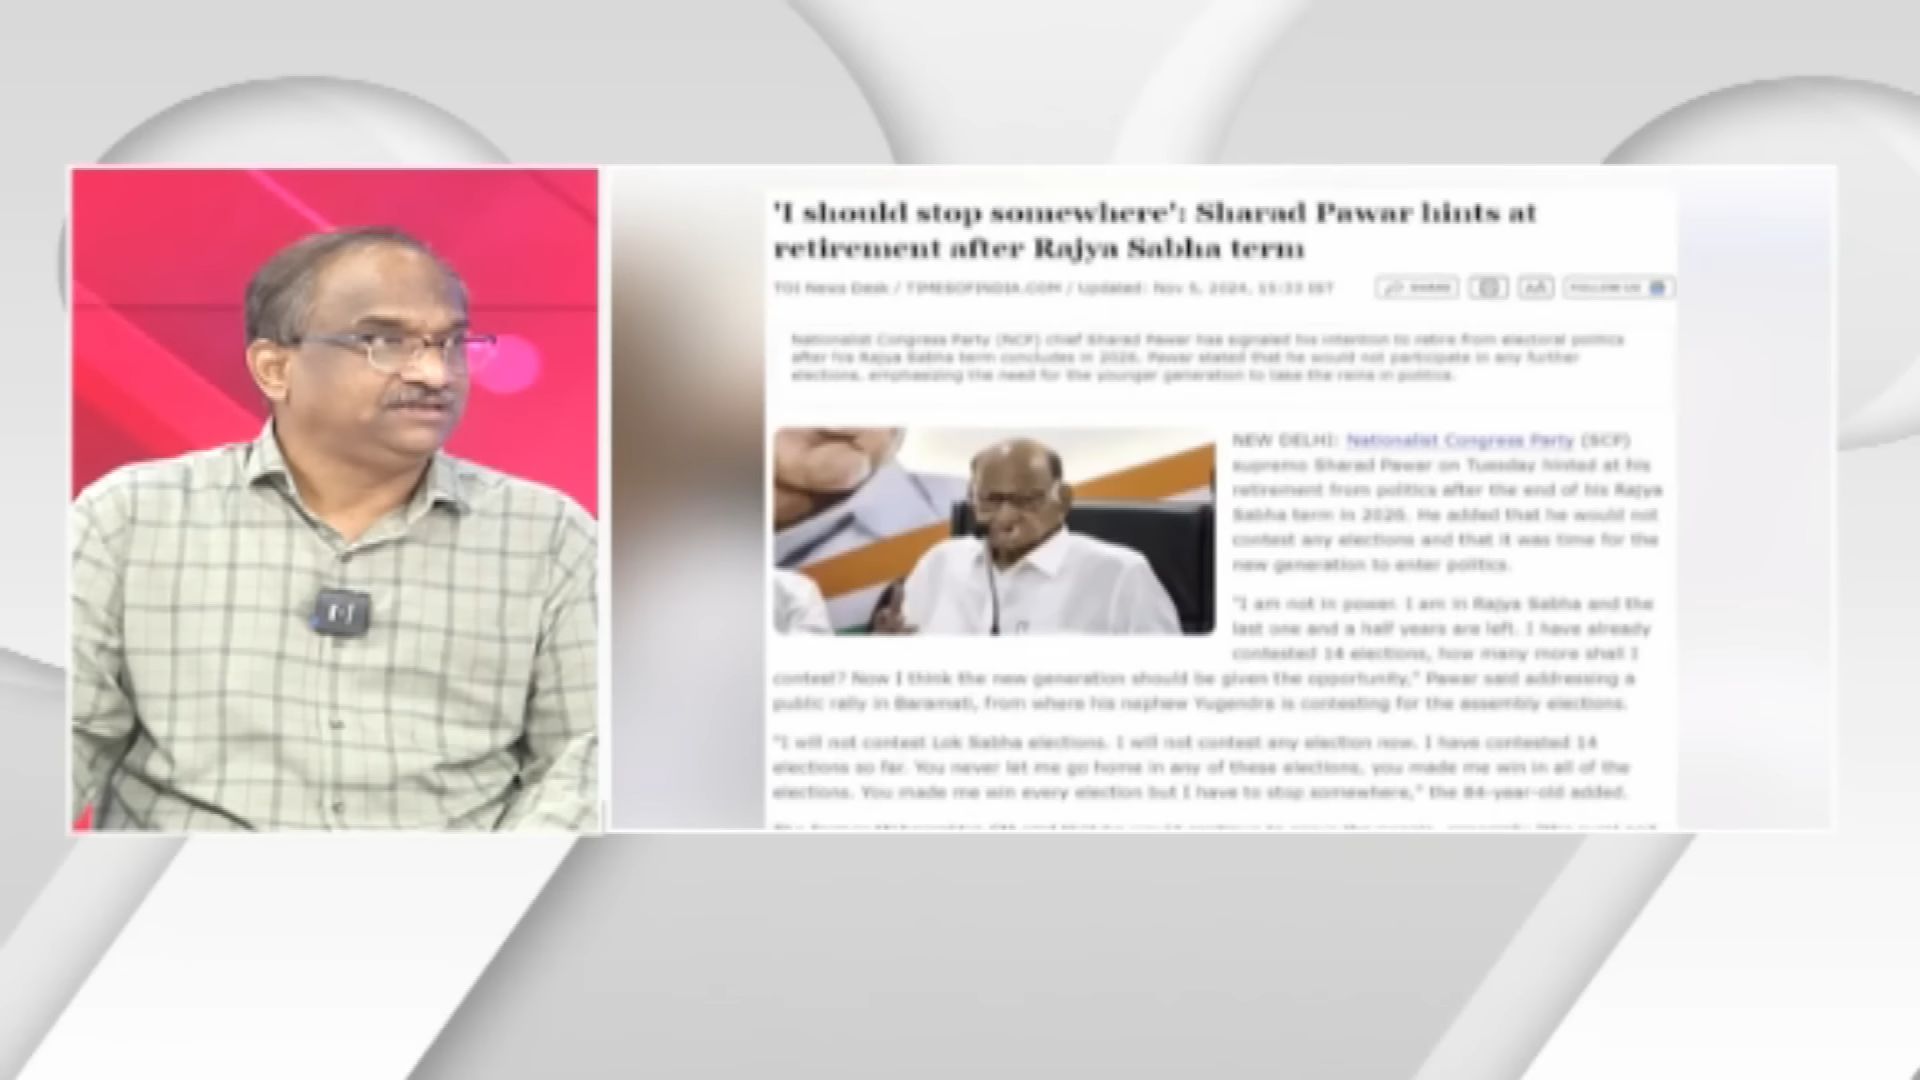 'I should stop somewhere': Sharad Pawar hints at
retirement after Rajya Sabha term
TOI News Desk / TIMESOFINDIA.COM / Updated: Nov 5, 2024, 15:33 IST
SHARE
AA
FOLLOW US
Nationalist Congress Party (NCP) chief Sharad Pawar has signaled his intention to retire from electoral politics
after his Rajya Sabha term concludes in 2026. Pawar stated that he would not participate in any further
elections, emphasizing the need for the younger generation to take the reins in politics.
NEW DELHI: Nationalist Congress Party (SCP)
supremo Sharad Pawar on Tuesday hinted at his
retirement from politics after the end of his Rajya
Sabha term in 2026. He added that he would not
contest any elections and that it was time for the
new generation to enter politics.
"I am not in power. I am in Rajya Sabha and the
last one and a half years are left. I have already
contested 14 elections, how many more shall I
contest? Now I think the new generation should be given the opportunity," Pawar said addressing a
public rally in Baramati, from where his nephew Yugendra is contesting for the assembly elections.
"I will not contest Lok Sabha elections. I will not contest any election now. I have contested 14
elections so far. You never let me go home in any of these elections, you made me win in all of the
elections. You made me win every election but I have to stop somewhere," the 84-year-old added.